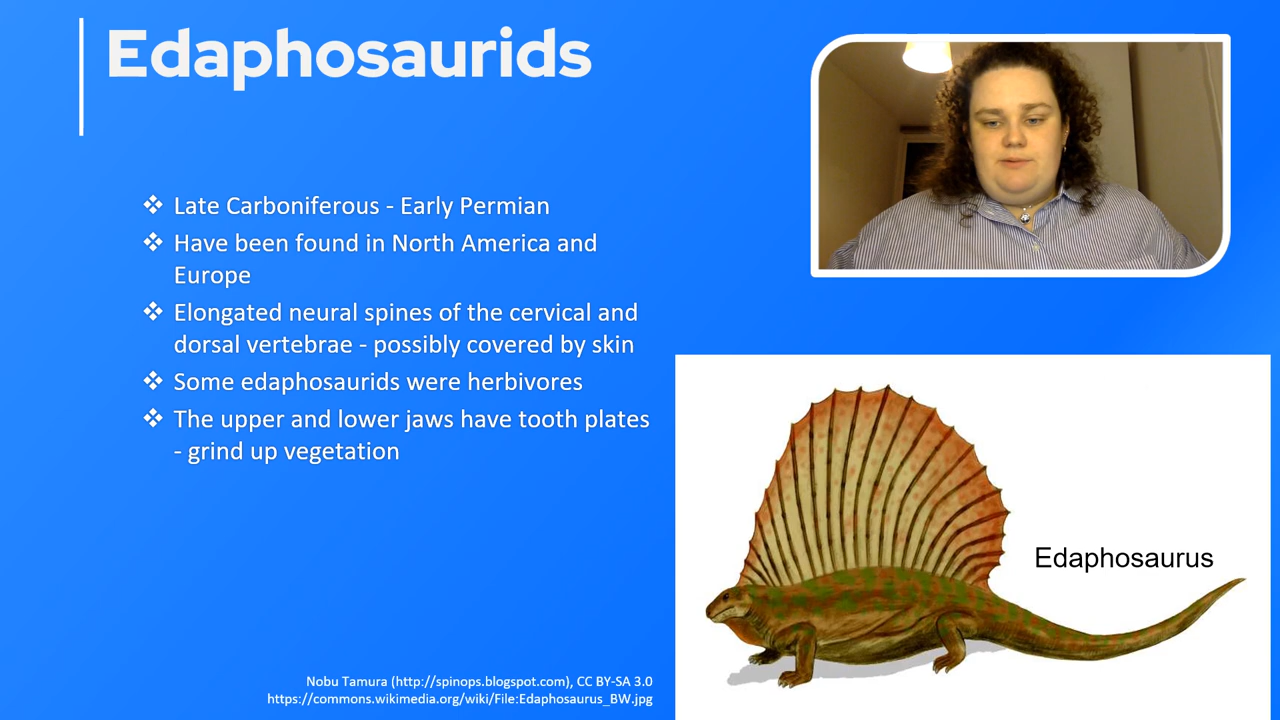 Edaphosaurids
❖ Late Carboniferous - Early Permian
❖ Have been found in North America and
Europe
❖ Elongated neural spines of the cervical and
dorsal vertebrae - possibly covered by skin
❖ Some edaphosaurids were herbivores
❖ The upper and lower jaws have tooth plates
- grind up vegetation
Edaphosaurus
Nobu Tamura (http://spinops.blogspot.com), CC BY-SA 3.0
https://commons.wikimedia.org/wiki/File:Edaphosaurus_BW.jpg